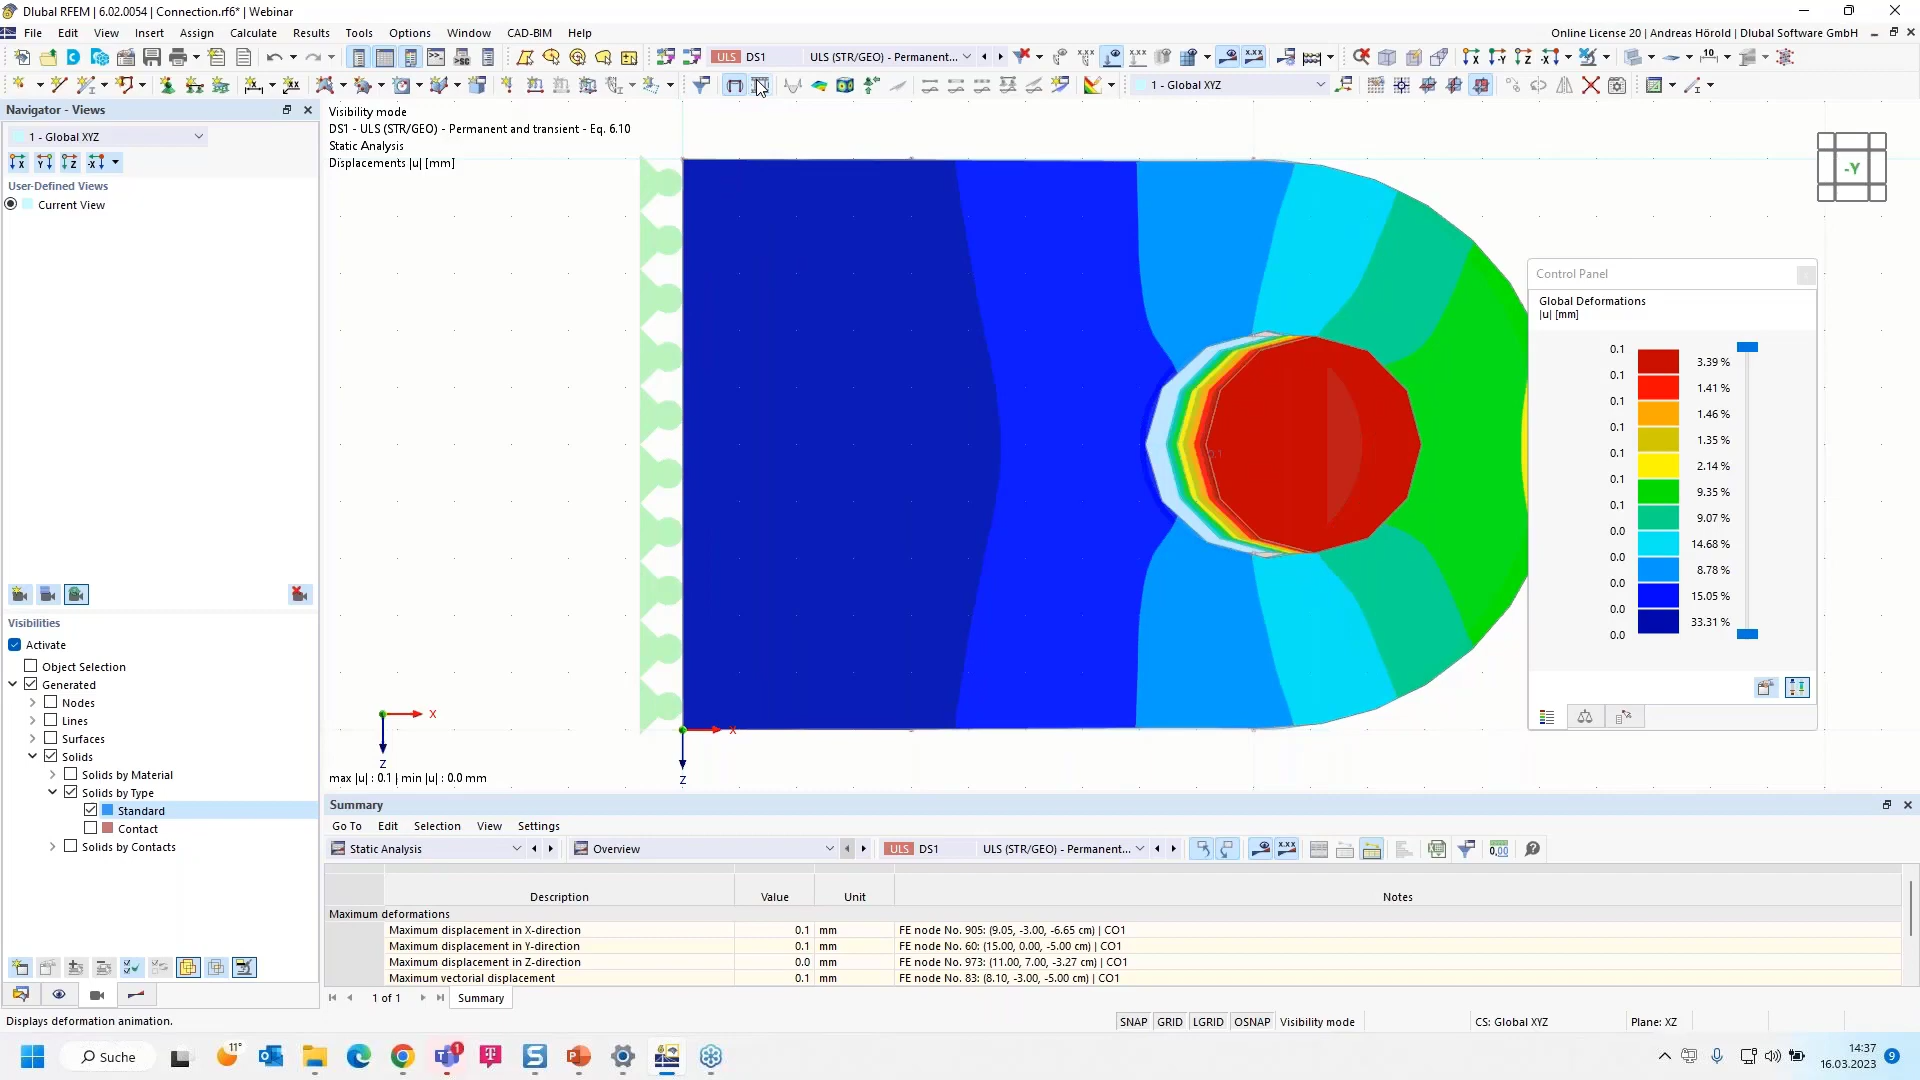 Dlubal RFEM | 6.02.0054 | Connection.rf6* | Webinar
File Edit View Insert Assign Calculate Results Tools Options Window CAD-BIM Help
Online License 20 | Andreas Hörold | Dlubal Software GmbH
ULS DS1 ULS (STR/GEO) - Permanent...
1 - Global XYZ
Navigator - Views
1 - Global XYZ
User-Defined Views
Current View
Visibility mode
DS1 - ULS (STR/GEO) - Permanent and transient - Eq. 6.10
Static Analysis
Displacements |u| [mm]
-Y
0.1
X
Z
X
Z
max |u| : 0.1 | min |u| : 0.0 mm
Control Panel
Global Deformations
|u| [mm]
0.1
3.39 %
0.1
1.41 %
0.1
1.46 %
0.1
1.35 %
0.1
2.14 %
0.1
9.35 %
0.1
9.07 %
0.0
14.68 %
0.0
8.78 %
0.0
15.05 %
0.0
33.31 %
0.0
Visibilities
Activate
Object Selection
Generated
Nodes
Lines
Surfaces
Solids
Solids by Material
Solids by Type
Standard
Contact
Solids by Contacts
Summary
Go To Edit Selection View Settings
Static Analysis Overview ULS DS1 ULS (STR/GEO) - Permanent...
Description Value Unit Notes
Maximum deformations
Maximum displacement in X-direction 0.1 mm FE node No. 905: (9.05, -3.00, -6.65 cm) | CO1
Maximum displacement in Y-direction 0.1 mm FE node No. 60: (15.00, 0.00, -5.00 cm) | CO1
Maximum displacement in Z-direction 0.0 mm FE node No. 973: (11.00, 7.00, -3.27 cm) | CO1
Maximum vectorial displacement 0.1 mm FE node No. 83: (8.10, -3.00, -5.00 cm) | CO1
1 of 1 Summary
Displays deformation animation.
SNAP GRID LGRID OSNAP Visibility mode CS: Global XYZ Plane: XZ
11°
Suche
1
14:37
16.03.2023
9